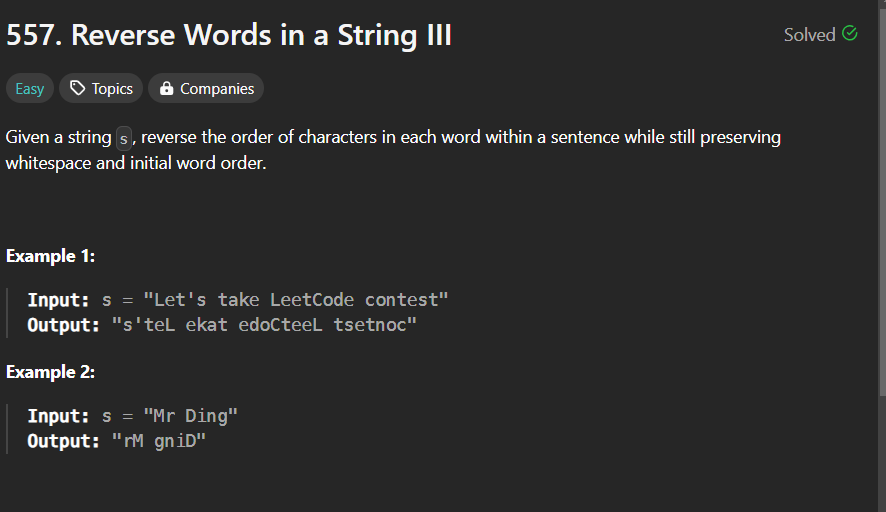 557. Reverse Words in a String III
Solved
Easy Topics Companies
Given a string s, reverse the order of characters in each word within a sentence while still preserving
whitespace and initial word order.
Example 1:
Input: s = "Let's take LeetCode contest"
Output: "s'teL ekat edoCteeL tsetnoc"
Example 2:
Input: s = "Mr Ding"
Output: "rM gniD"